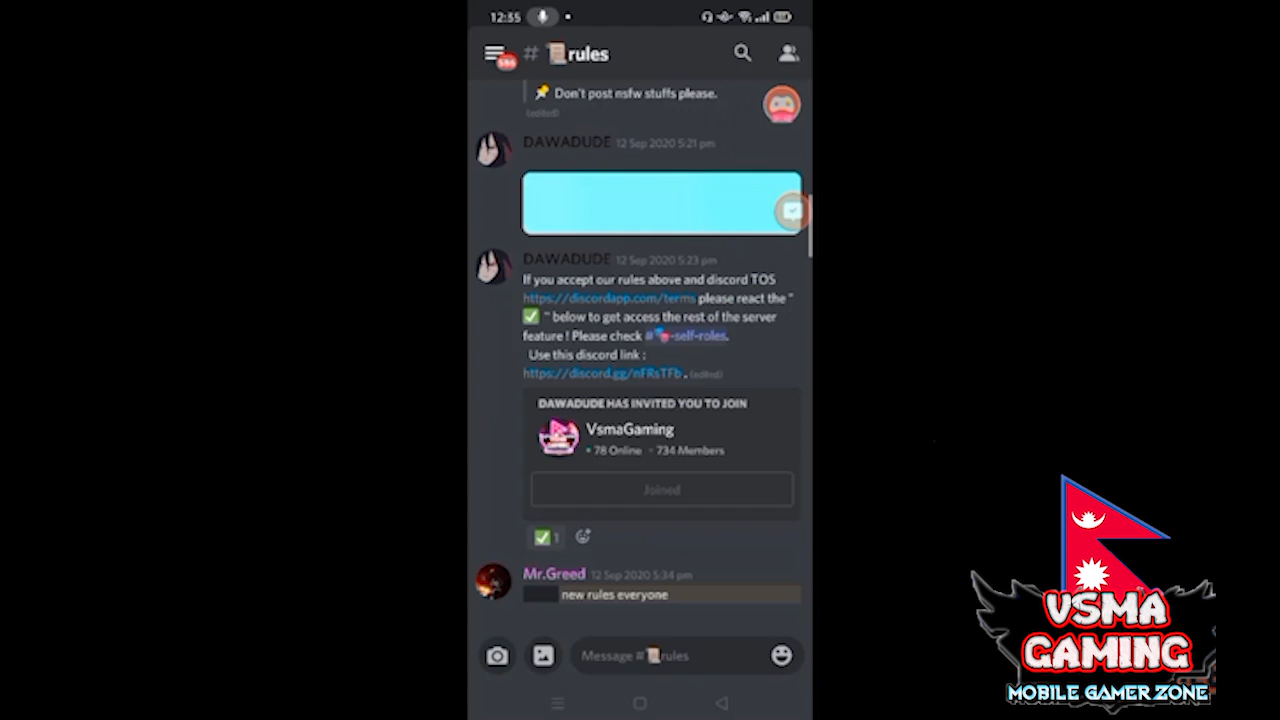 12:35
# 📜rules
📌 Don't post nsfw stuffs please.
(edited)
DAWADUDE 12 Sep 2020 5:21 pm
DAWADUDE 12 Sep 2020 5:23 pm
If you accept our rules above and discord TOS
https://discordapp.com/terms please react the "
✅ " below to get access the rest of the server
feature ! Please check #🎭-self-roles.
Use this discord link :
https://discord.gg/nFRsTFb . (edited)
DAWADUDE HAS INVITED YOU TO JOIN
VsmaGaming
78 Online 734 Members
Joined
✅ 1
Mr.Greed 12 Sep 2020 5:34 pm
new rules everyone
Message #📜rules
VSMA
GAMING
MOBILE GAMER ZONE